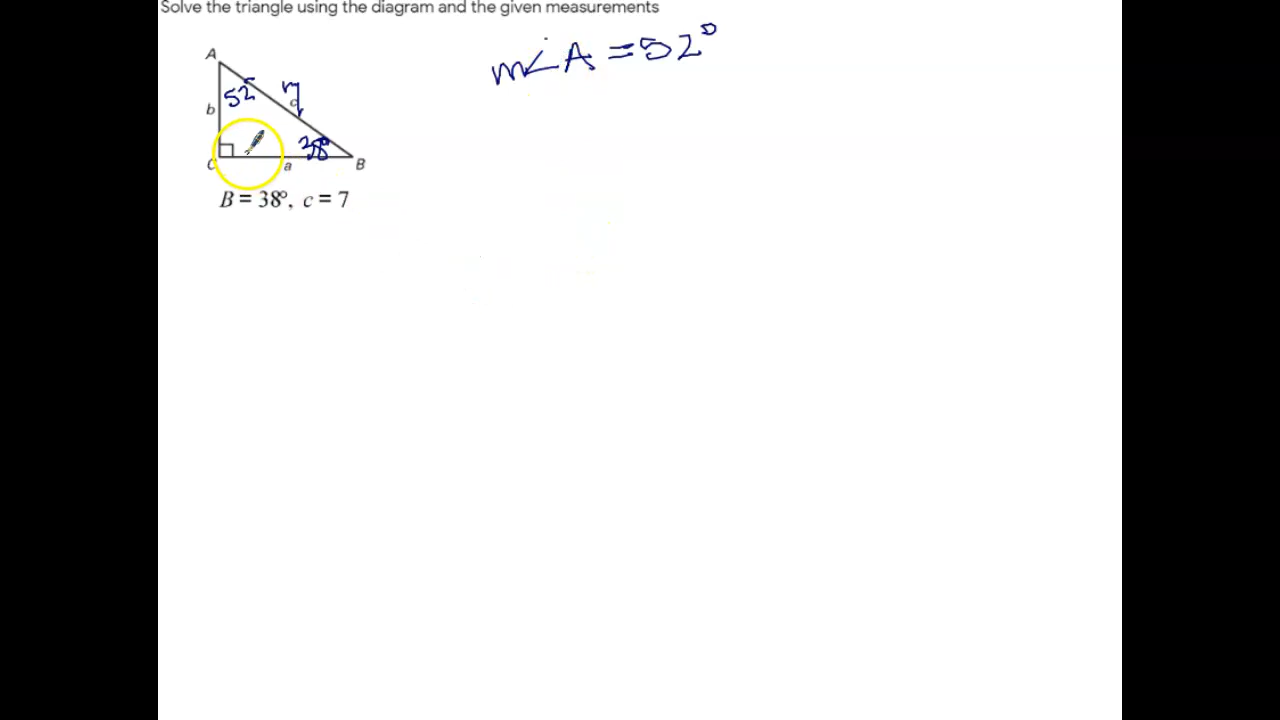 Solve the triangle using the diagram and the given measurements
m∠A = 52°
A
52
7
c
b
38°
C
a
B
B = 38°, c = 7